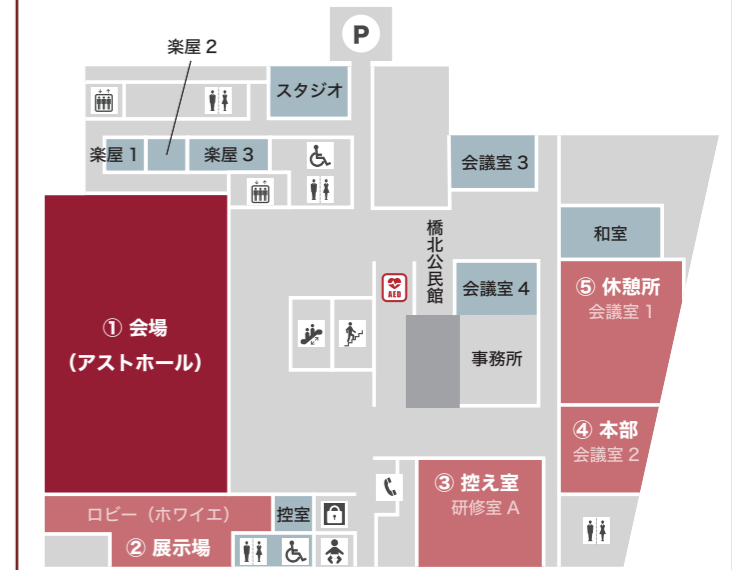 P
楽屋 2
スタジオ
楽屋 1
楽屋 3
会議室 3
橋北公民館
和室
AED
会議室 4
⑤ 休憩所
会議室 1
① 会場
（アストホール）
事務所
④ 本部
会議室 2
③ 控え室
研修室 A
ロビー（ホワイエ）
控室
② 展示場